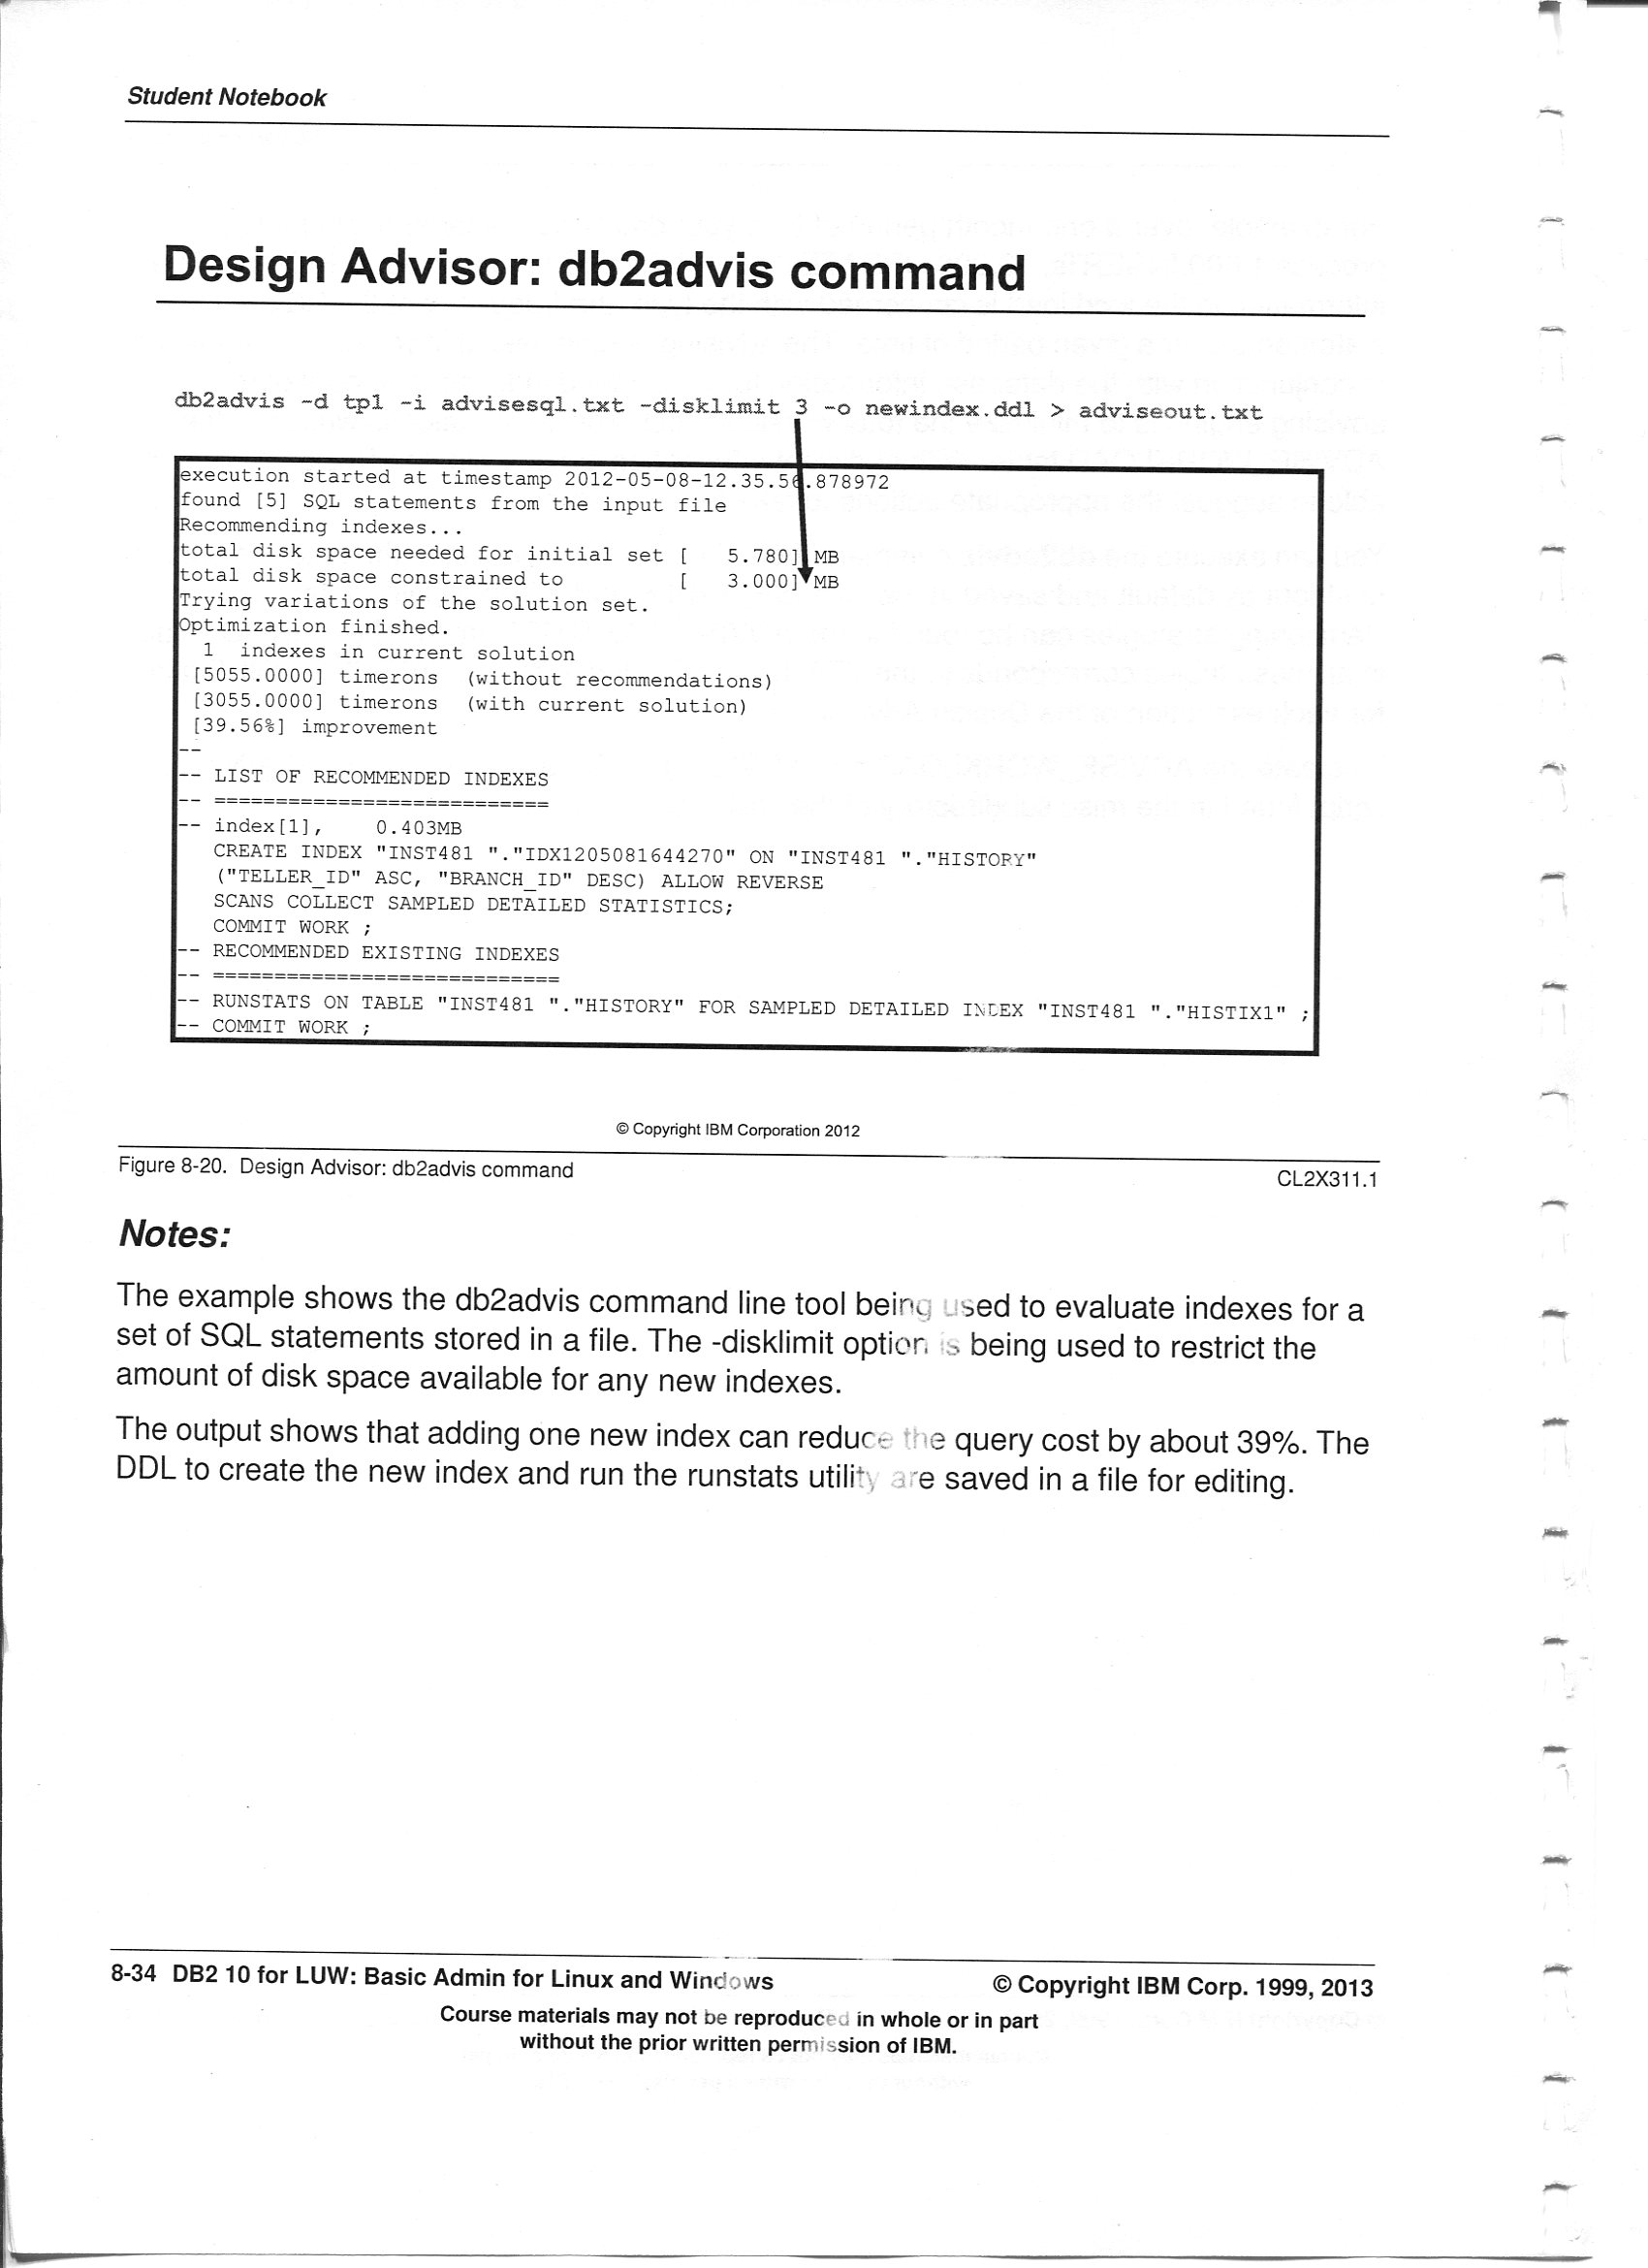 Student Notebook
Design Advisor: db2advis command
db2advis -d tp1 -i advisesql.txt -disklimit 3 -o newindex.ddl > adviseout.txt
execution started at timestamp 2012-05-08-12.35.56.878972
found [5] SQL statements from the input file
Recommending indexes...
total disk space needed for initial set [   5.780] MB
total disk space constrained to         [   3.000] MB
Trying variations of the solution set.
Optimization finished.
  1  indexes in current solution
 [5055.0000] timerons  (without recommendations)
 [3055.0000] timerons  (with current solution)
 [39.56%] improvement
--
-- LIST OF RECOMMENDED INDEXES
-- ===========================
-- index[1],    0.403MB
   CREATE INDEX "INST481 "."IDX1205081644270" ON "INST481 "."HISTORY"
   ("TELLER_ID" ASC, "BRANCH_ID" DESC) ALLOW REVERSE
   SCANS COLLECT SAMPLED DETAILED STATISTICS;
   COMMIT WORK ;
-- RECOMMENDED EXISTING INDEXES
-- ============================
-- RUNSTATS ON TABLE "INST481 "."HISTORY" FOR SAMPLED DETAILED INDEX "INST481 "."HISTIX1" ;
-- COMMIT WORK ;
© Copyright IBM Corporation 2012
Figure 8-20. Design Advisor: db2advis command CL2X311.1
Notes:
The example shows the db2advis command line tool being used to evaluate indexes for a
set of SQL statements stored in a file. The -disklimit option is being used to restrict the
amount of disk space available for any new indexes.
The output shows that adding one new index can reduce the query cost by about 39%. The
DDL to create the new index and run the runstats utility are saved in a file for editing.
8-34 DB2 10 for LUW: Basic Admin for Linux and Windows © Copyright IBM Corp. 1999, 2013
Course materials may not be reproduced in whole or in part
without the prior written permission of IBM.